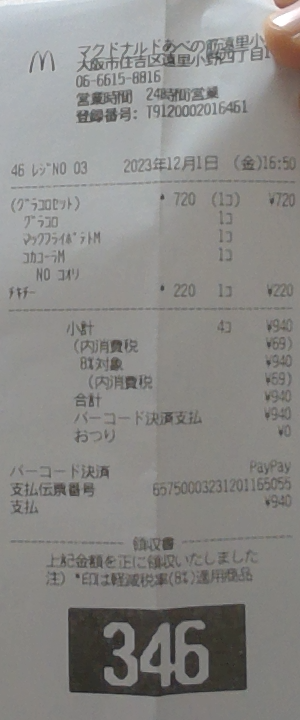 マクドナルドあべの筋遠里小
大阪市住吉区遠里小野四丁目1
06-6615-8816
営業時間 24時間営業
登録番号: T9120002016461
46 レジNO 03 2023年12月1日 (金)16:50
(グラコロセット) * 720 (1コ) ¥720
グラコロ 1コ
マックフライポテトM 1コ
コカコーラM 1コ
NO コオリ
チキチー * 220 1コ ¥220
小計 4コ ¥940
(内消費税 ¥69)
8%対象 ¥940
(内消費税 ¥69)
合計 ¥940
バーコード決済支払 ¥940
おつり ¥0
バーコード決済 PayPay
支払伝票番号 65750003231201165055
支払 ¥940
領収書
上記金額を正に領収いたしました
注) *印は軽減税率(8%)適用商品
346